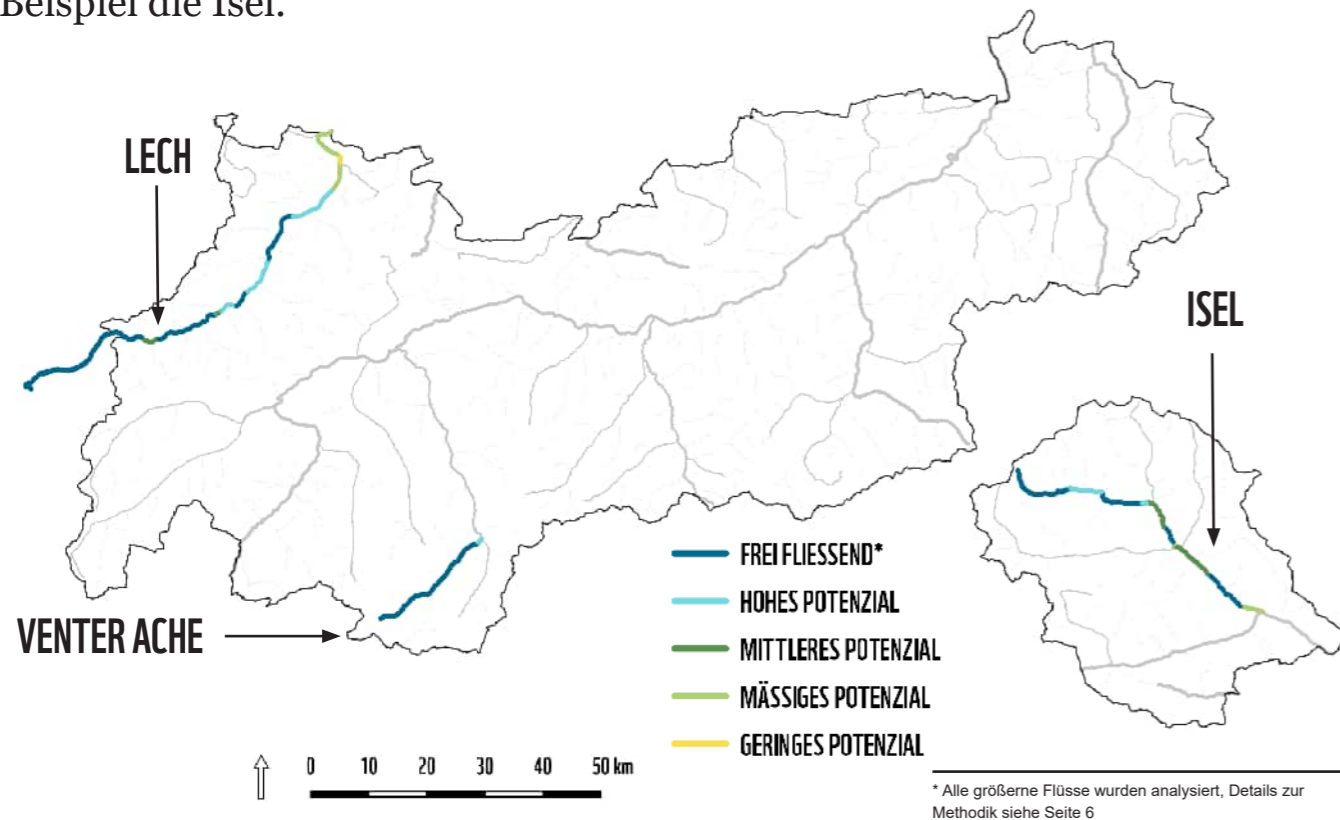 Beispiel die Isel.
LECH
ISEL
VENTER ACHE
FREI FLIESSEND*
HOHES POTENZIAL
MITTLERES POTENZIAL
MÄSSIGES POTENZIAL
GERINGES POTENZIAL
0 10 20 30 40 50 km
* Alle größerne Flüsse wurden analysiert, Details zur
Methodik siehe Seite 6